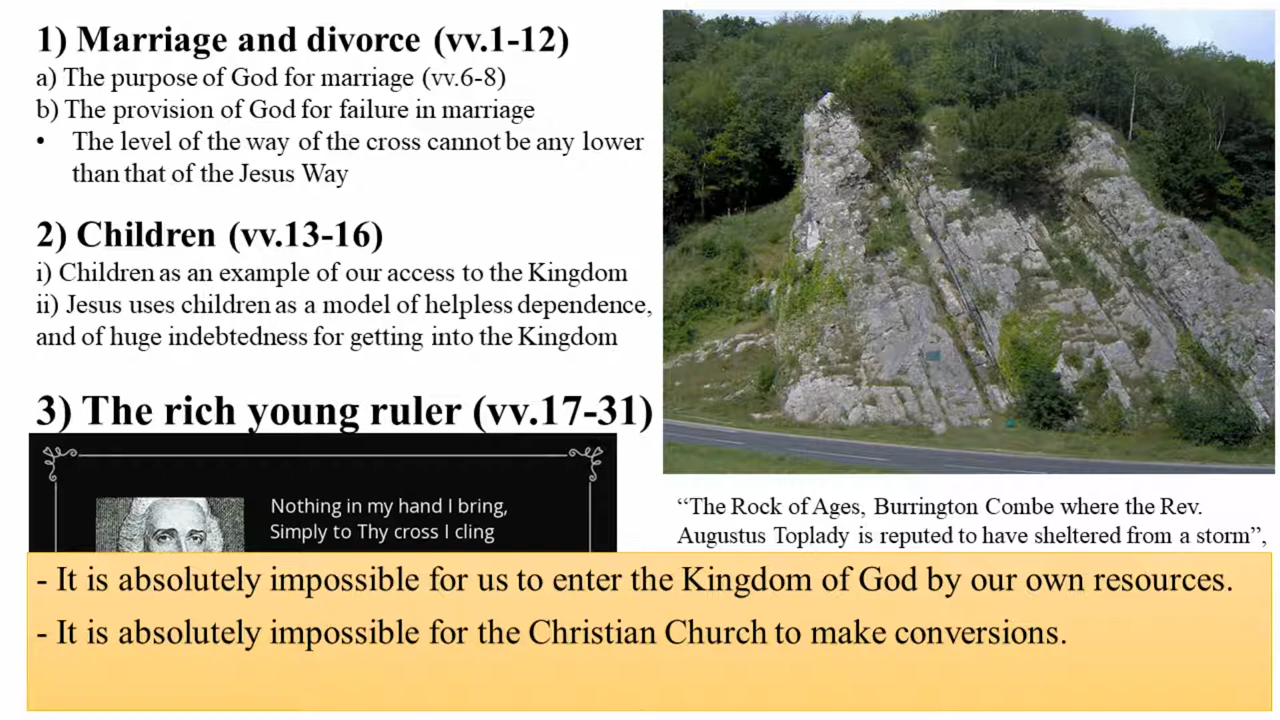 1) Marriage and divorce (vv.1-12)
a) The purpose of God for marriage (vv.6-8)
b) The provision of God for failure in marriage
• The level of the way of the cross cannot be any lower
than that of the Jesus Way
2) Children (vv.13-16)
i) Children as an example of our access to the Kingdom
ii) Jesus uses children as a model of helpless dependence,
and of huge indebtedness for getting into the Kingdom
3) The rich young ruler (vv.17-31)
Nothing in my hand I bring,
Simply to Thy cross I cling
“The Rock of Ages, Burrington Combe where the Rev.
Augustus Toplady is reputed to have sheltered from a storm”,
- It is absolutely impossible for us to enter the Kingdom of God by our own resources.
- It is absolutely impossible for the Christian Church to make conversions.